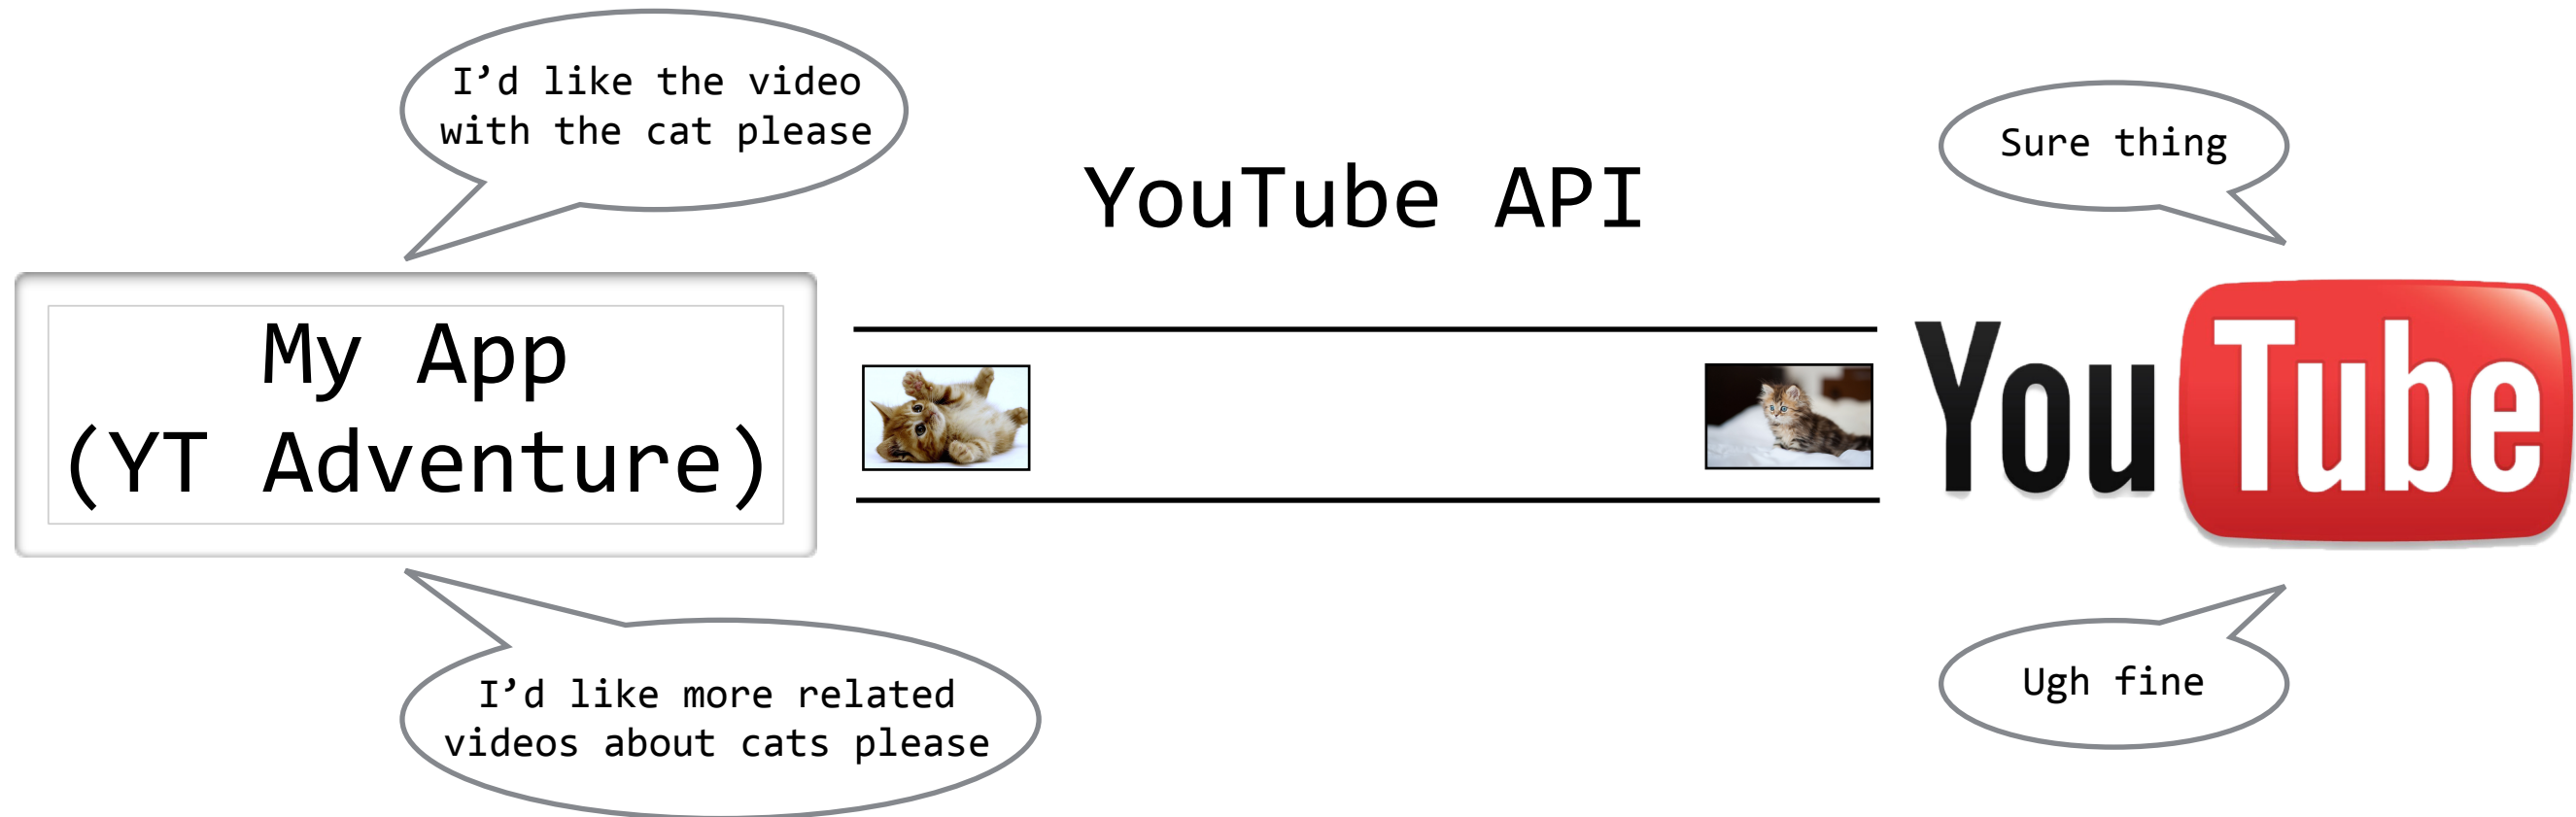 I’d like the video
with the cat please
Sure thing
YouTube API
My App
(YT Adventure)
YouTube
I’d like more related
videos about cats please
Ugh fine